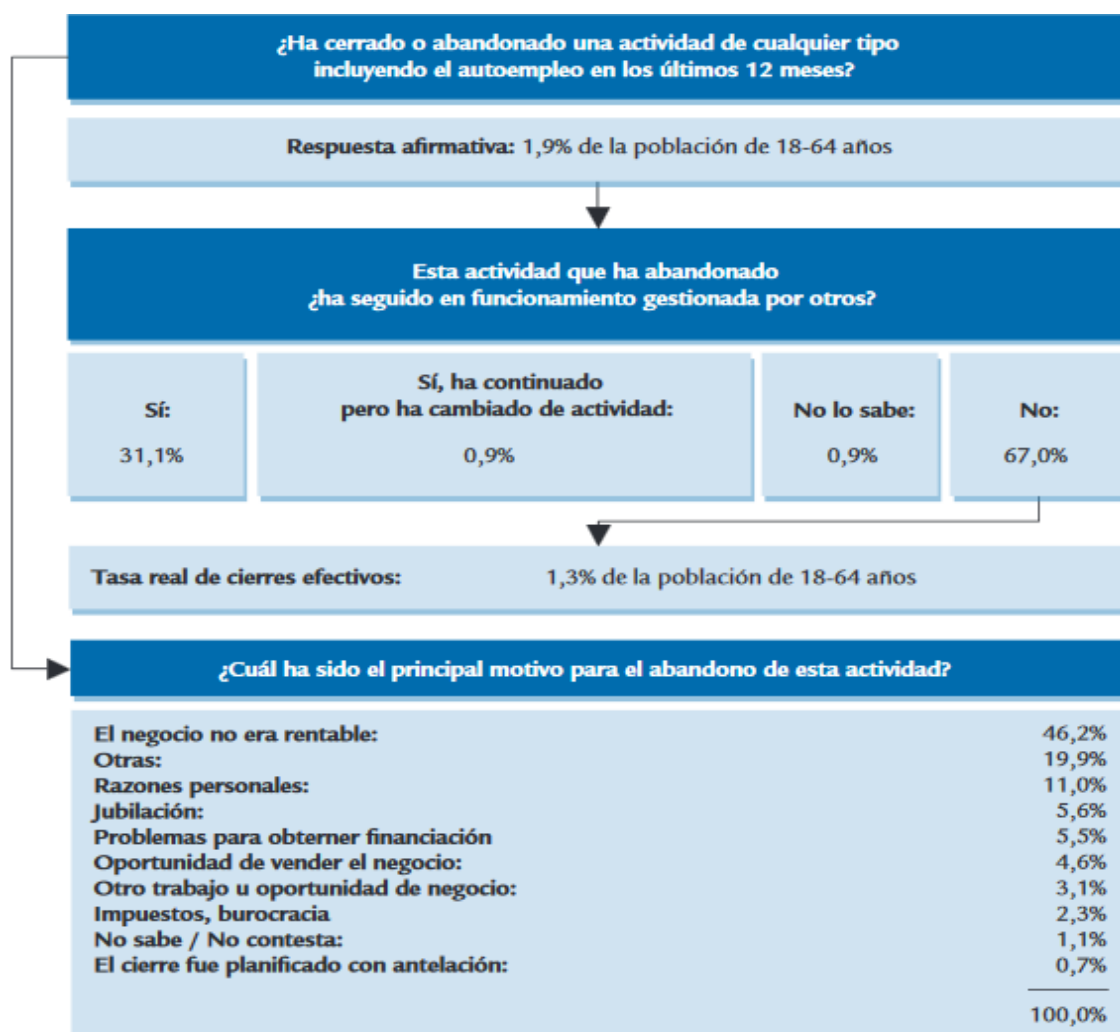 ¿Ha cerrado o abandonado una actividad de cualquier tipo
incluyendo el autoempleo en los últimos 12 meses?
Respuesta afirmativa: 1,9% de la población de 18-64 años
Esta actividad que ha abandonado
¿ha seguido en funcionamiento gestionada por otros?
Sí:
31,1%
Sí, ha continuado
pero ha cambiado de actividad:
0,9%
No lo sabe:
0,9%
No:
67,0%
Tasa real de cierres efectivos: 1,3% de la población de 18-64 años
¿Cuál ha sido el principal motivo para el abandono de esta actividad?
El negocio no era rentable: 46,2%
Otras: 19,9%
Razones personales: 11,0%
Jubilación: 5,6%
Problemas para obterner financiación 5,5%
Oportunidad de vender el negocio: 4,6%
Otro trabajo u oportunidad de negocio: 3,1%
Impuestos, burocracia 2,3%
No sabe / No contesta: 1,1%
El cierre fue planificado con antelación: 0,7%
100,0%